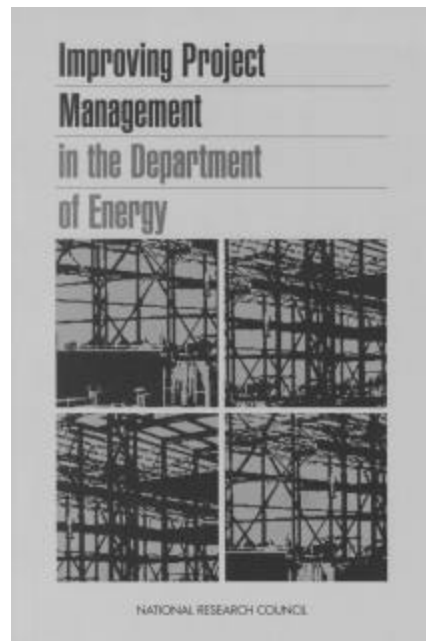 Improving Project
Management
in the Department
of Energy
NATIONAL RESEARCH COUNCIL